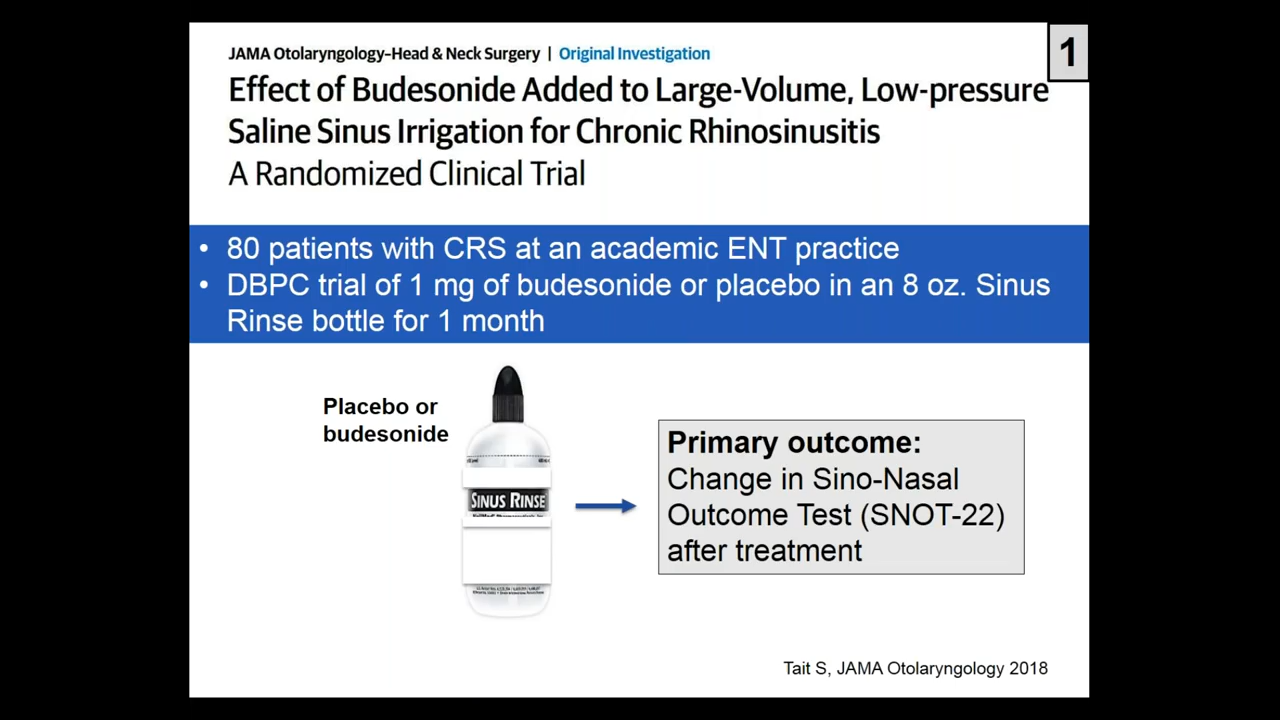 JAMA Otolaryngology–Head & Neck Surgery | Original Investigation
1
Effect of Budesonide Added to Large-Volume, Low-pressure
Saline Sinus Irrigation for Chronic Rhinosinusitis
A Randomized Clinical Trial
• 80 patients with CRS at an academic ENT practice
• DBPC trial of 1 mg of budesonide or placebo in an 8 oz. Sinus
Rinse bottle for 1 month
Placebo or
budesonide
SINUS RINSE
Primary outcome:
Change in Sino-Nasal
Outcome Test (SNOT-22)
after treatment
Tait S, JAMA Otolaryngology 2018